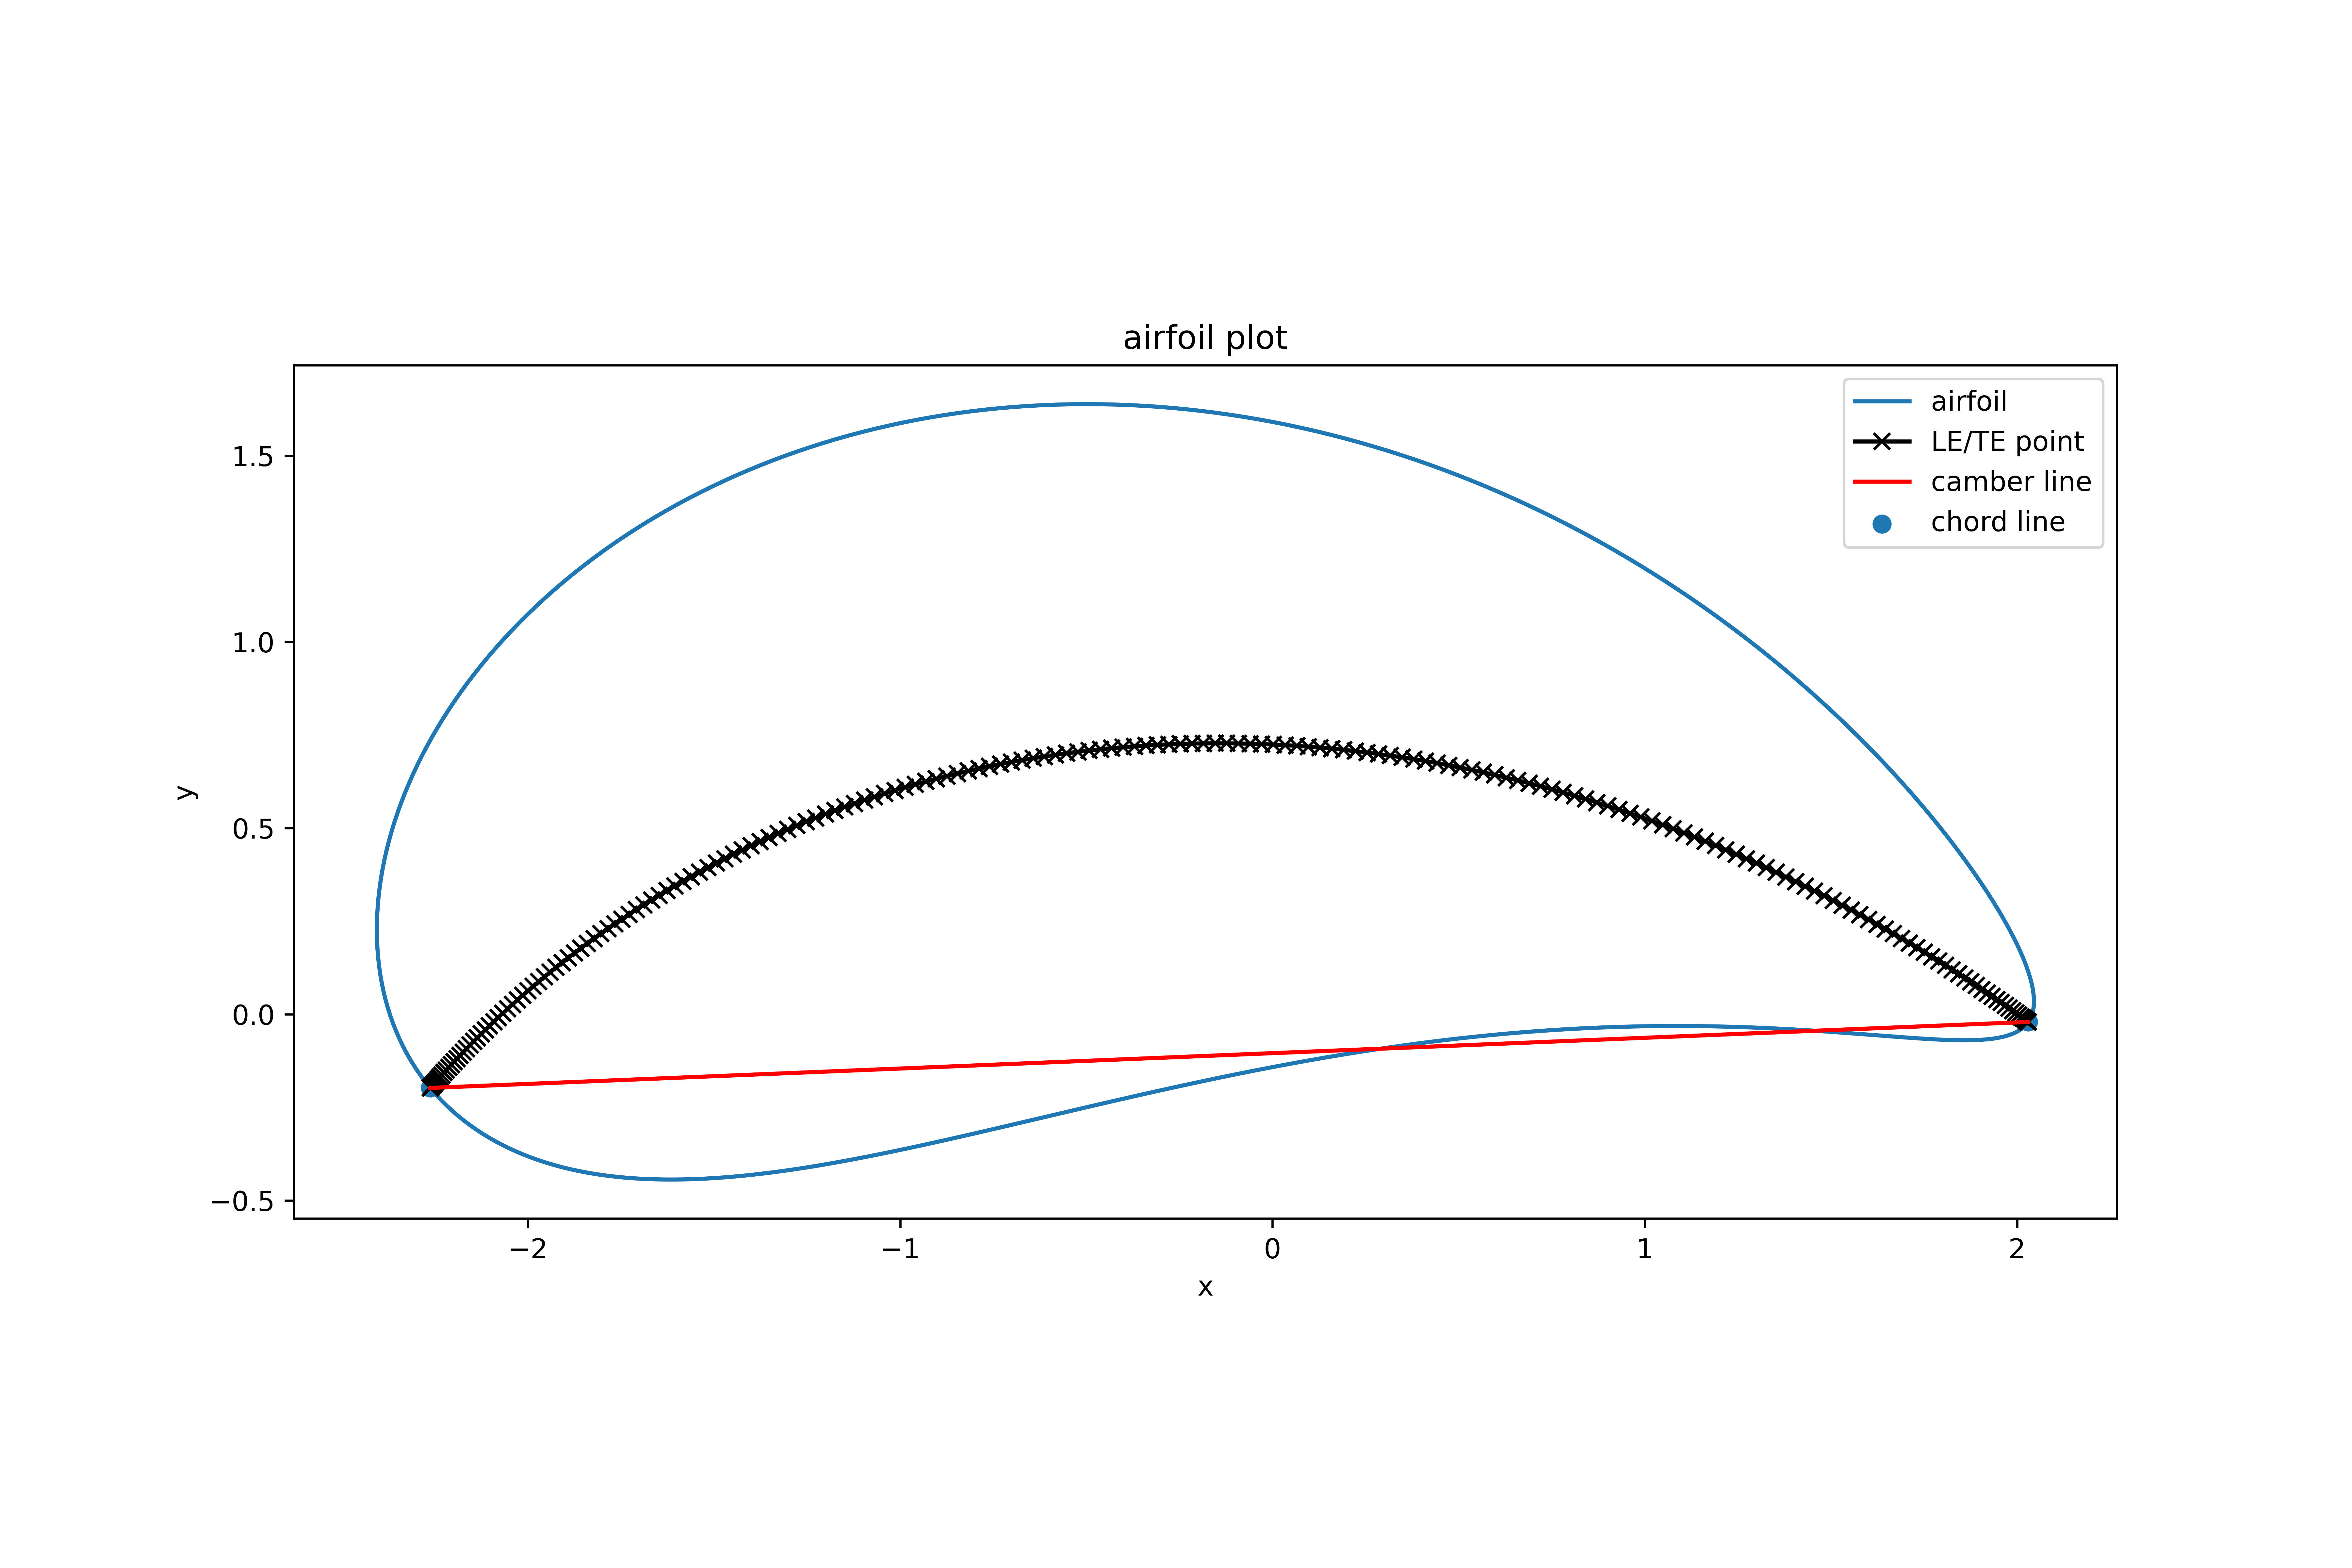 airfoil plot
airfoil
LE/TE point
camber line
chord line
1.5
1.0
0.5
0.0
−0.5
y
−2
−1
0
1
2
x